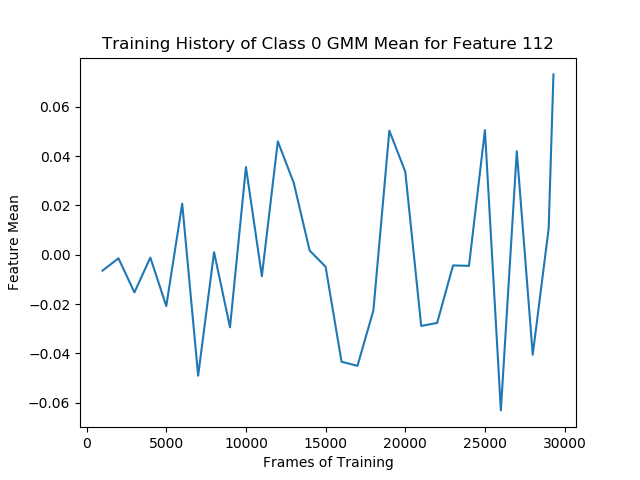 Training History of Class 0 GMM Mean for Feature 112
0.06
0.04
0.02
0.00
−0.02
−0.04
−0.06
Feature Mean
0 5000 10000 15000 20000 25000 30000
Frames of Training